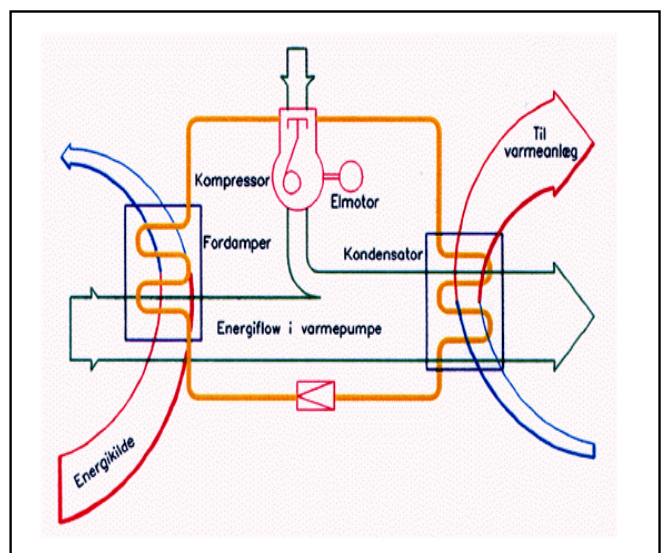 Til
varmeanlæg
Kompressor
Elmotor
Fordamper
Kondensator
Energiflow i varmepumpe
Energikilde